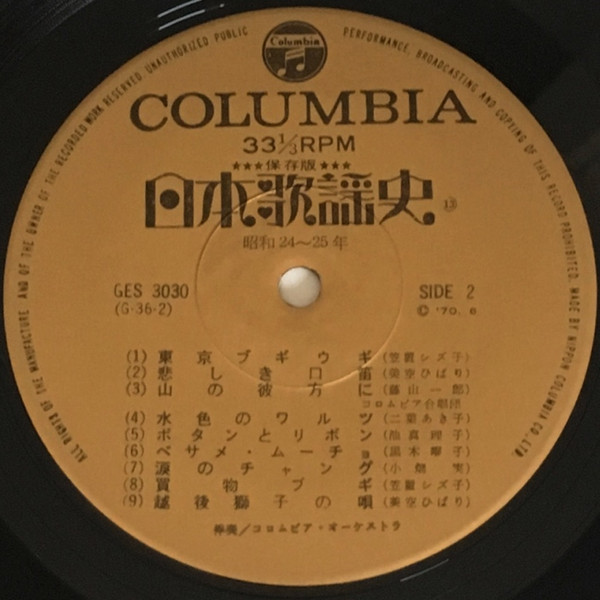 Columbia
ALL RIGHTS OF THE MANUFACTURE AND OF THE OWNER OF THE RECORDED WORK RESERVED. UNAUTHORIZED PUBLIC PERFORMANCE, BROADCASTING AND COPYING OF THIS RECORD PROHIBITED. MADE BY NIPPON COLUMBIA CO., LTD.
COLUMBIA
33⅓RPM
★★★保存版★★★
日本歌謡史⑬
昭和24〜25年
GES 3030 SIDE 2
(G·36-2) © '70. 6
(1) 東京ブギウギ (笠置シズ子)
(2) 悲しき口笛 (美空ひばり)
(3) 山の彼方に (藤山一郎)
コロムビア合唱団
(4) 水色のワルツ (二葉あき子)
(5) ボタンとリボン (池真理子)
(6) ベサメ・ムーチョ (黒木曜子)
(7) 涙のチャング (小畑実)
(8) 買物ブギ (笠置シズ子)
(9) 越後獅子の唄 (美空ひばり)
伴奏/コロムビア・オーケストラ